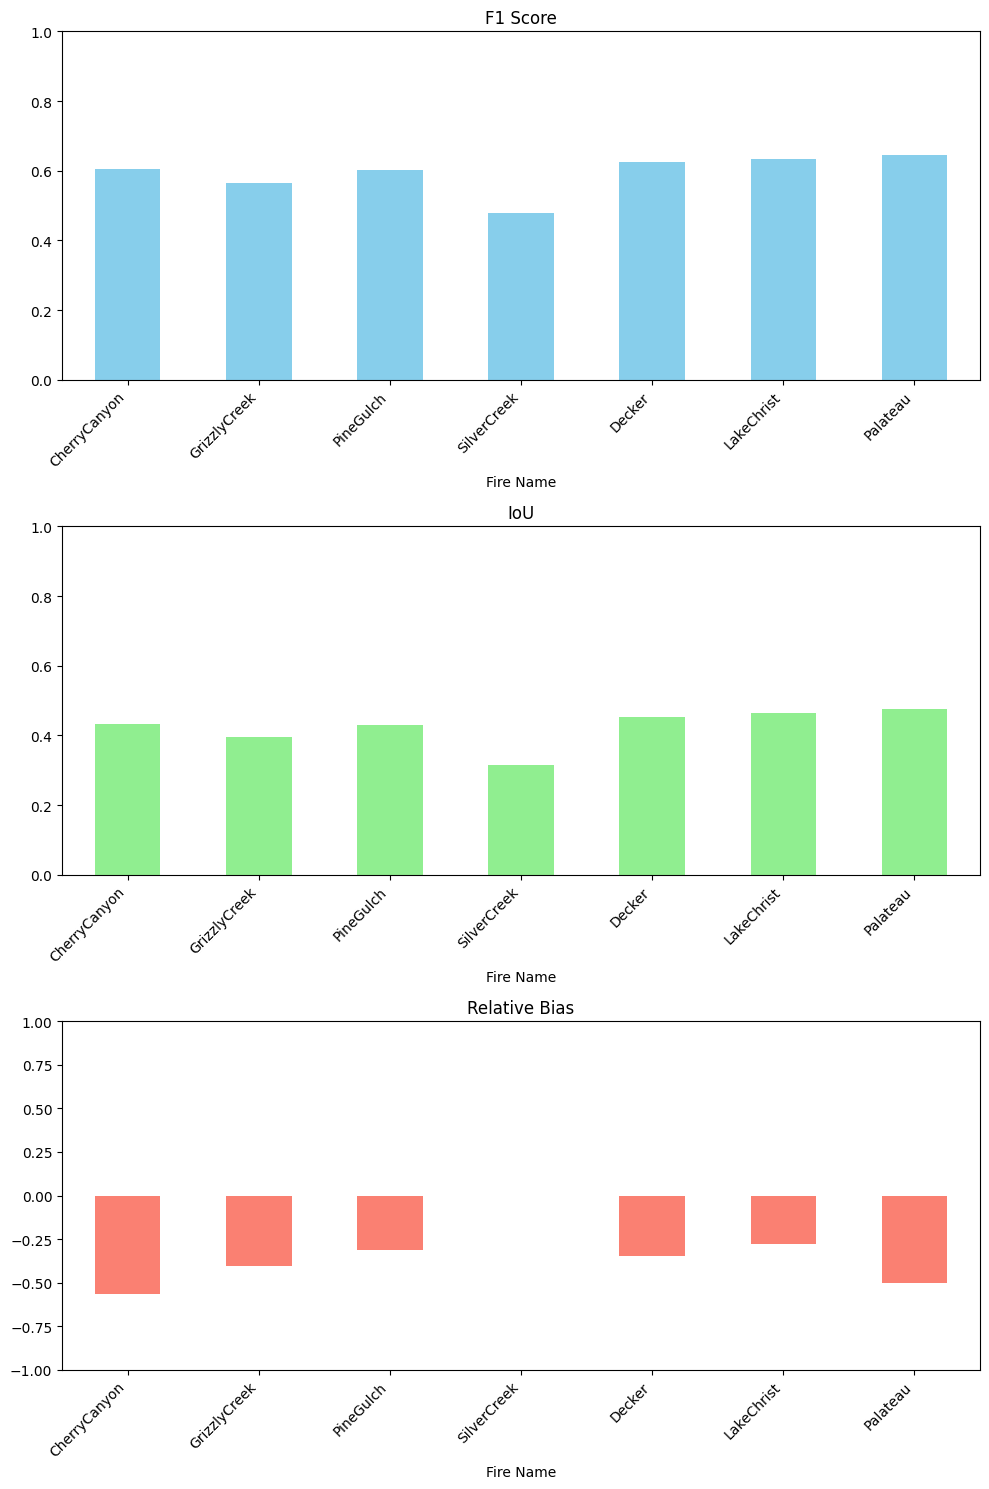 F1 Score
1.0
0.8
0.6
0.4
0.2
0.0
CherryCanyon
GrizzlyCreek
PineGulch
SilverCreek
Decker
LakeChrist
Palateau
Fire Name
IoU
1.0
0.8
0.6
0.4
0.2
0.0
CherryCanyon
GrizzlyCreek
PineGulch
SilverCreek
Decker
LakeChrist
Palateau
Fire Name
Relative Bias
1.00
0.75
0.50
0.25
0.00
−0.25
−0.50
−0.75
−1.00
CherryCanyon
GrizzlyCreek
PineGulch
SilverCreek
Decker
LakeChrist
Palateau
Fire Name